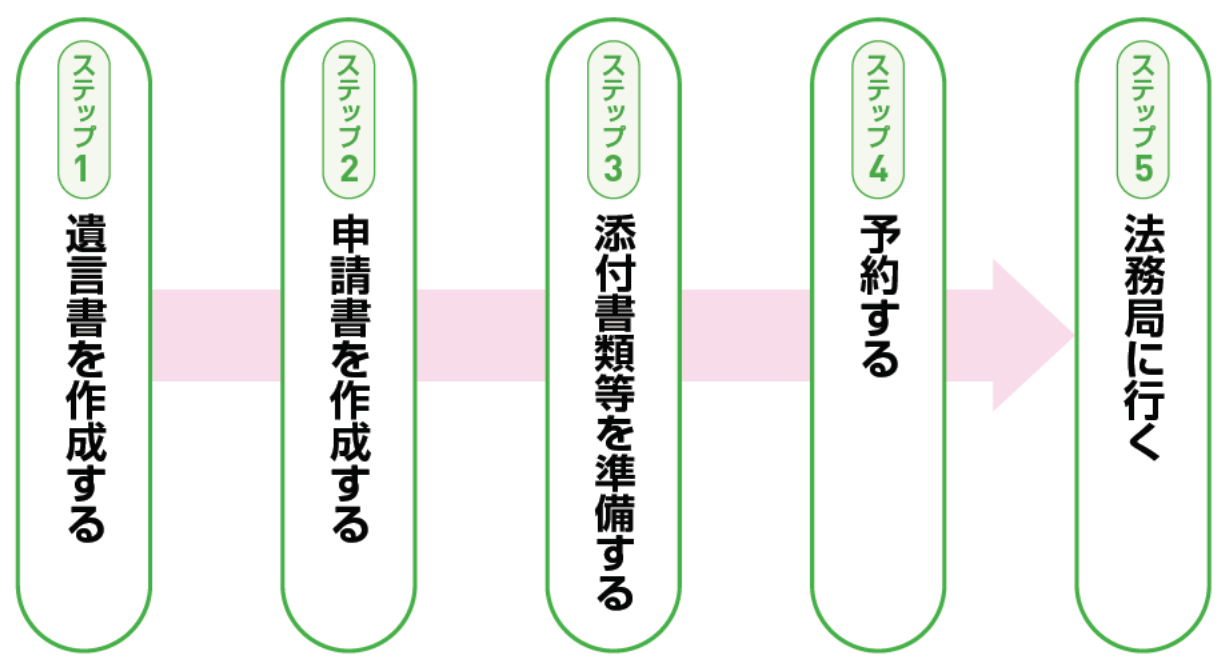 ステップ1
遺言書を作成する
ステップ2
申請書を作成する
ステップ3
添付書類等を準備する
ステップ4
予約する
ステップ5
法務局に行く